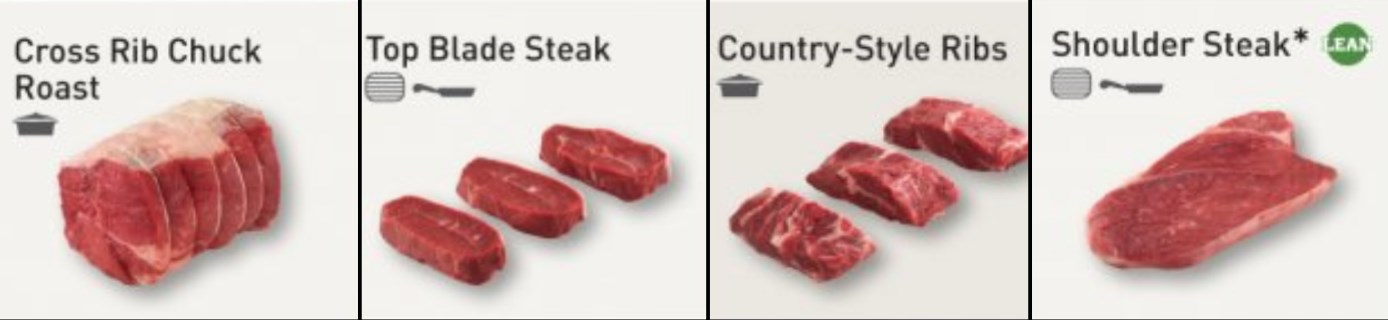 Cross Rib Chuck
Roast
Top Blade Steak
Country-Style Ribs
Shoulder Steak*
LEAN